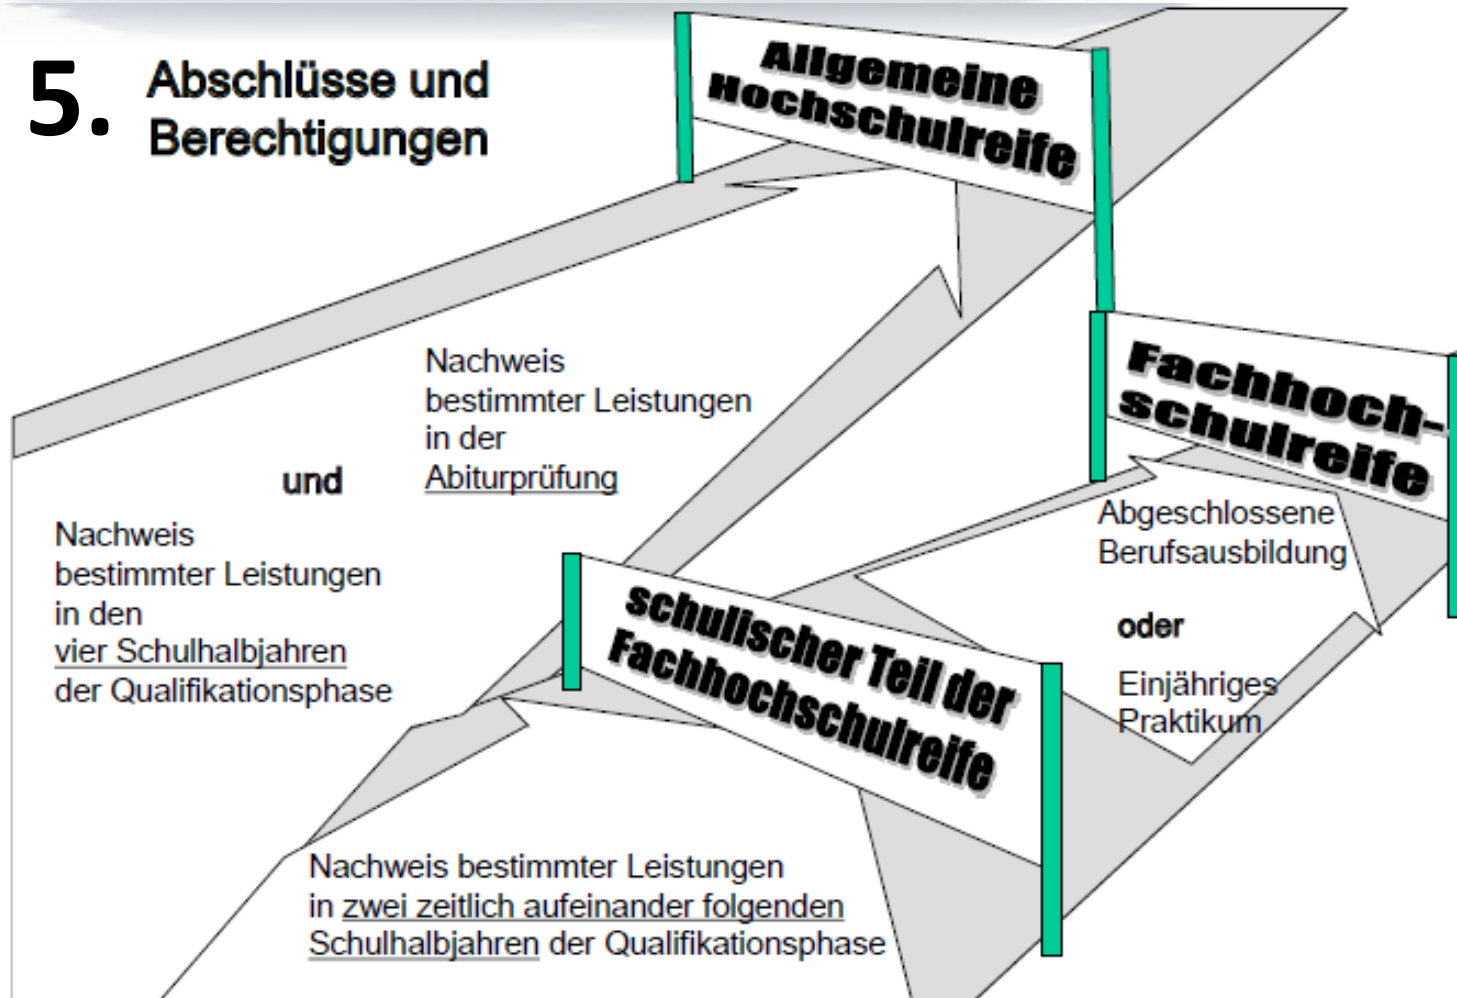 5. Abschlüsse und
Berechtigungen
Allgemeine
Hochschulreife
Nachweis
bestimmter Leistungen
in der
Abiturprüfung
und
Nachweis
bestimmter Leistungen
in den
vier Schulhalbjahren
der Qualifikationsphase
Fachhoch-
schulreife
Abgeschlossene
Berufsausbildung
oder
Einjähriges
Praktikum
schulischer Teil der
Fachhochschulreife
Nachweis bestimmter Leistungen
in zwei zeitlich aufeinander folgenden
Schulhalbjahren der Qualifikationsphase